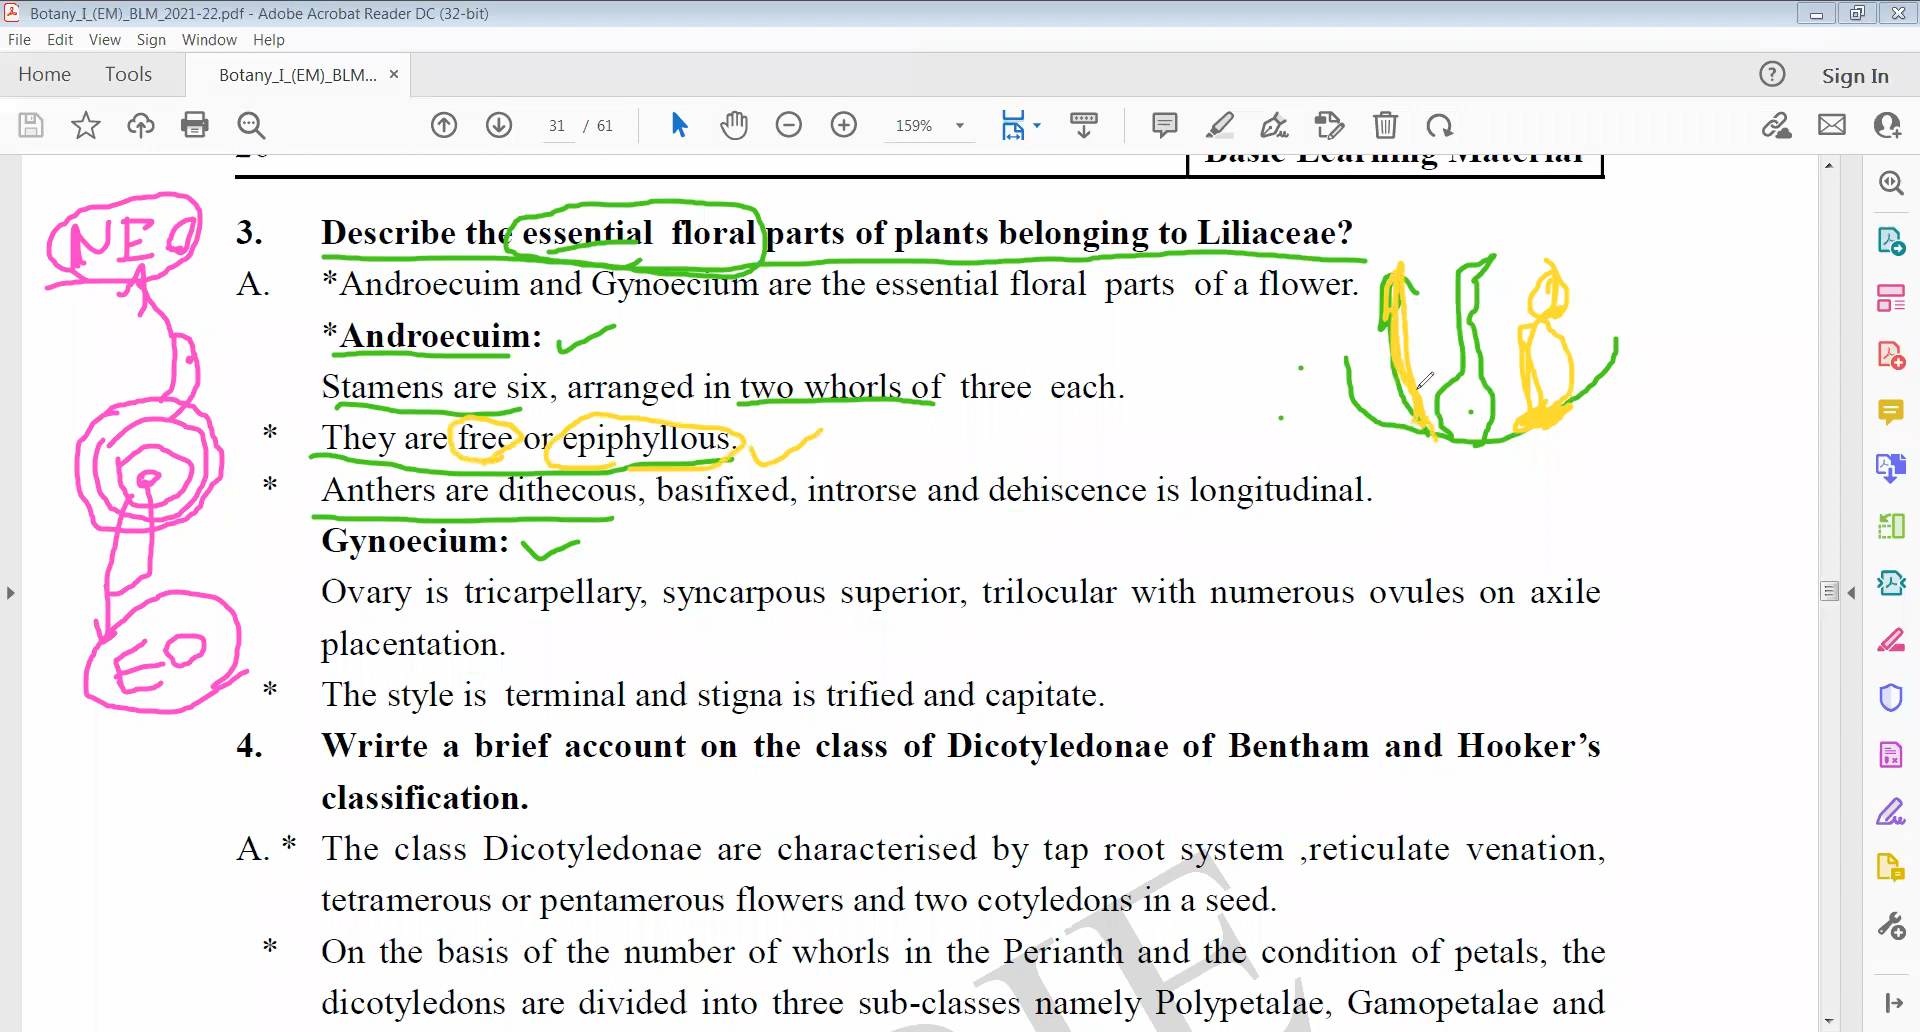 Botany_I_(EM)_BLM_2021-22.pdf - Adobe Acrobat Reader DC (32-bit)
File Edit View Sign Window Help
Home Tools Botany_I_(EM)_BLM... × Sign In
31 / 61 159%
Basic Learning Material
NEO
3. Describe the essential floral parts of plants belonging to Liliaceae?
A. *Androecuim and Gynoecium are the essential floral parts of a flower.
*Androecuim:
Stamens are six, arranged in two whorls of three each.
* They are free or epiphyllous.
* Anthers are dithecous, basifixed, introrse and dehiscence is longitudinal.
Gynoecium:
Ovary is tricarpellary, syncarpous superior, trilocular with numerous ovules on axile
placentation.
EO
* The style is terminal and stigna is trified and capitate.
4. Wrirte a brief account on the class of Dicotyledonae of Bentham and Hooker's
classification.
A. * The class Dicotyledonae are characterised by tap root system ,reticulate venation,
tetramerous or pentamerous flowers and two cotyledons in a seed.
* On the basis of the number of whorls in the Perianth and the condition of petals, the
dicotyledons are divided into three sub-classes namely Polypetalae, Gamopetalae and